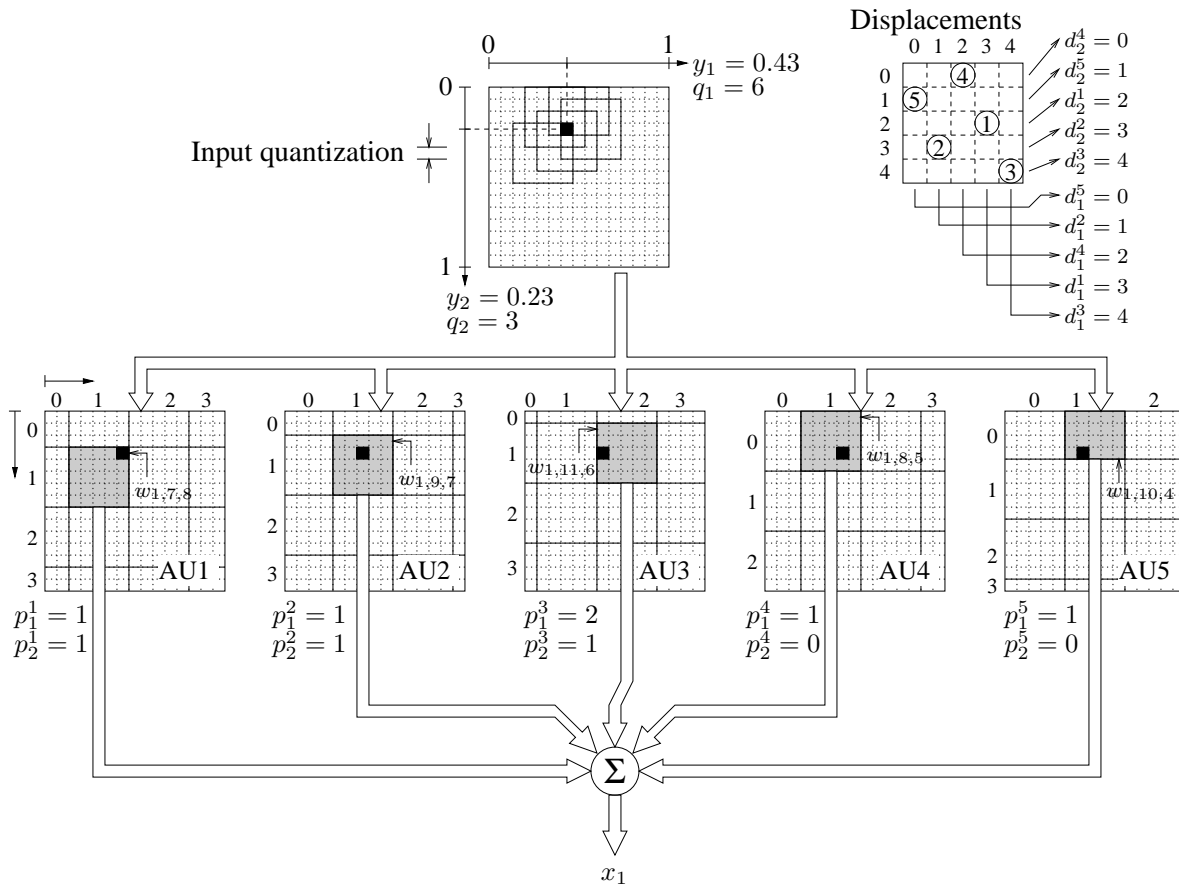 Displacements
0 1 2 3 4
0 1
y_1 = 0.43
q_1 = 6
0
1
y_2 = 0.23
q_2 = 3
Input quantization
0
1
2
3
4
4
5
1
2
3
d_2^4 = 0
d_2^5 = 1
d_2^1 = 2
d_2^2 = 3
d_2^3 = 4
d_1^5 = 0
d_1^2 = 1
d_1^4 = 2
d_1^1 = 3
d_1^3 = 4
0 1 2 3
0
1
2
3
w_{1,7,8}
AU1
p_1^1 = 1
p_2^1 = 1
0 1 2 3
0
1
2
3
w_{1,9,7}
AU2
p_1^2 = 1
p_2^2 = 1
0 1 2 3
0
1
2
3
w_{1,11,6}
AU3
p_1^3 = 2
p_2^3 = 1
0 1 2
0
1
2
w_{1,8,5}
AU4
p_1^4 = 1
p_2^4 = 0
0 1 2
0
1
2
3
w_{1,10,4}
AU5
p_1^5 = 1
p_2^5 = 0
Σ
x_1